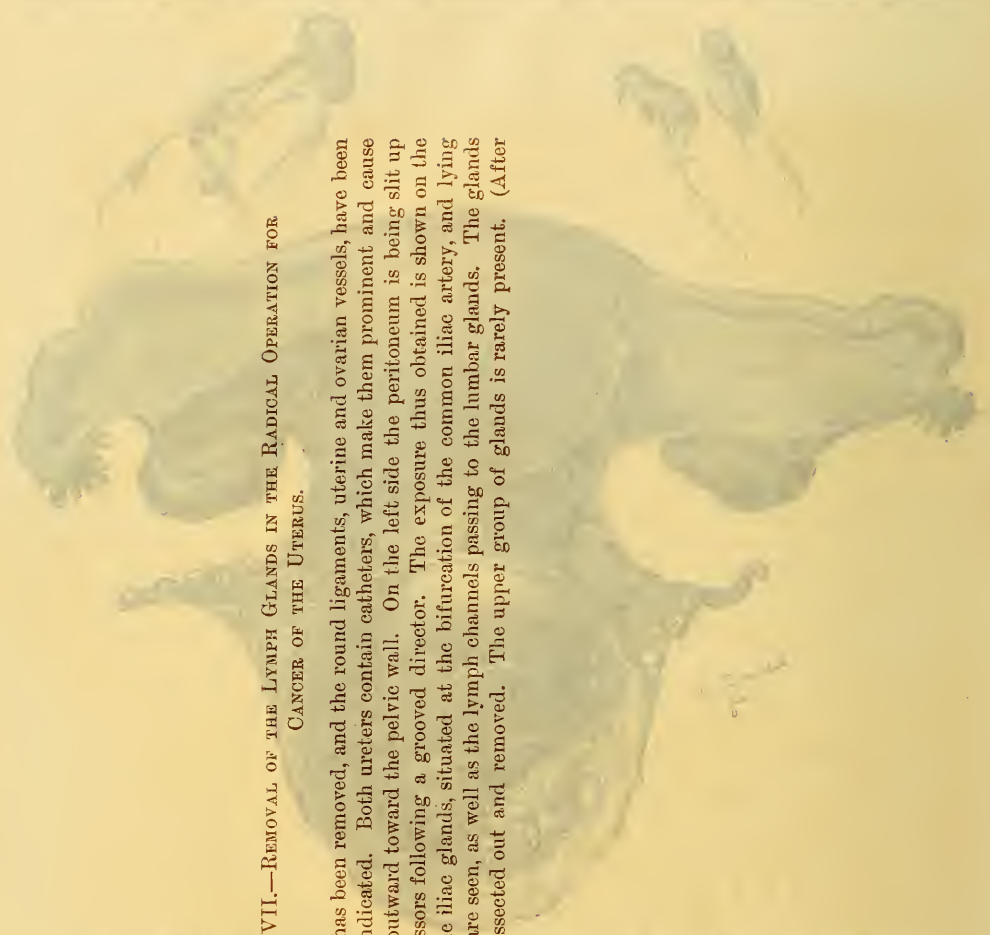 VII.—Removal of the Lymph Glands in the Radical Operation for
Cancer of the Uterus.
has been removed, and the round ligaments, uterine and ovarian vessels, have been
ndicated. Both ureters contain catheters, which make them prominent and cause
outward toward the pelvic wall. On the left side the peritoneum is being slit up
ssors following a grooved director. The exposure thus obtained is shown on the
e iliac glands, situated at the bifurcation of the common iliac artery, and lying
are seen, as well as the lymph channels passing to the lumbar glands. The glands
ssected out and removed. The upper group of glands is rarely present. (After